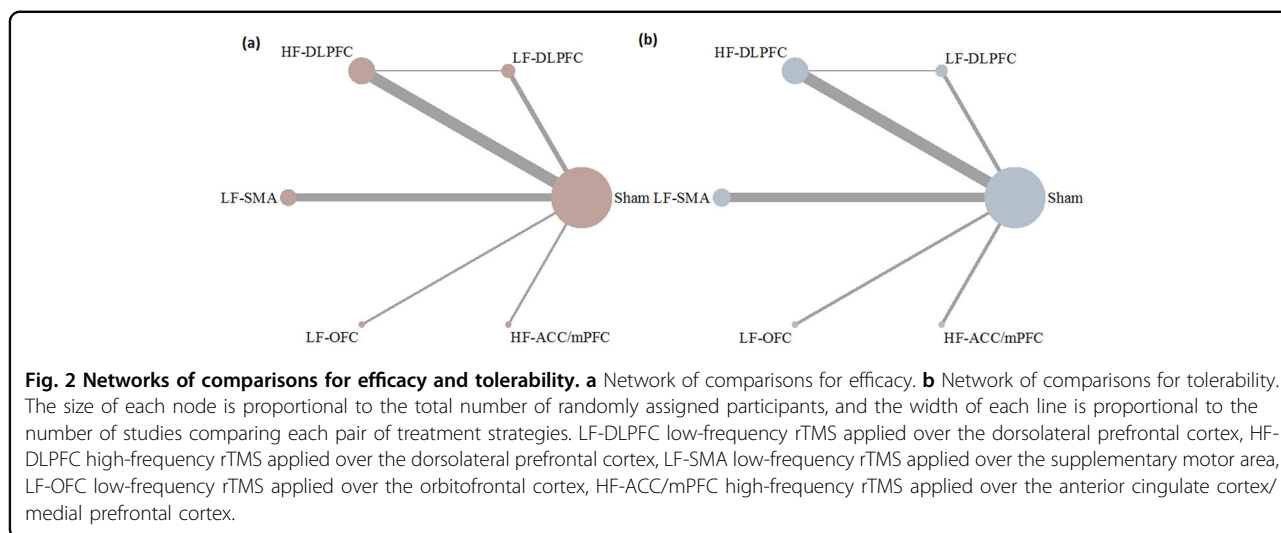 (a)
HF-DLPFC
LF-DLPFC
LF-SMA
Sham
LF-OFC
HF-ACC/mPFC
(b)
HF-DLPFC
LF-DLPFC
LF-SMA
Sham
LF-OFC
HF-ACC/mPFC
Fig. 2 Networks of comparisons for efficacy and tolerability. a Network of comparisons for efficacy. b Network of comparisons for tolerability.
The size of each node is proportional to the total number of randomly assigned participants, and the width of each line is proportional to the
number of studies comparing each pair of treatment strategies. LF-DLPFC low-frequency rTMS applied over the dorsolateral prefrontal cortex, HF-
DLPFC high-frequency rTMS applied over the dorsolateral prefrontal cortex, LF-SMA low-frequency rTMS applied over the supplementary motor area,
LF-OFC low-frequency rTMS applied over the orbitofrontal cortex, HF-ACC/mPFC high-frequency rTMS applied over the anterior cingulate cortex/
medial prefrontal cortex.